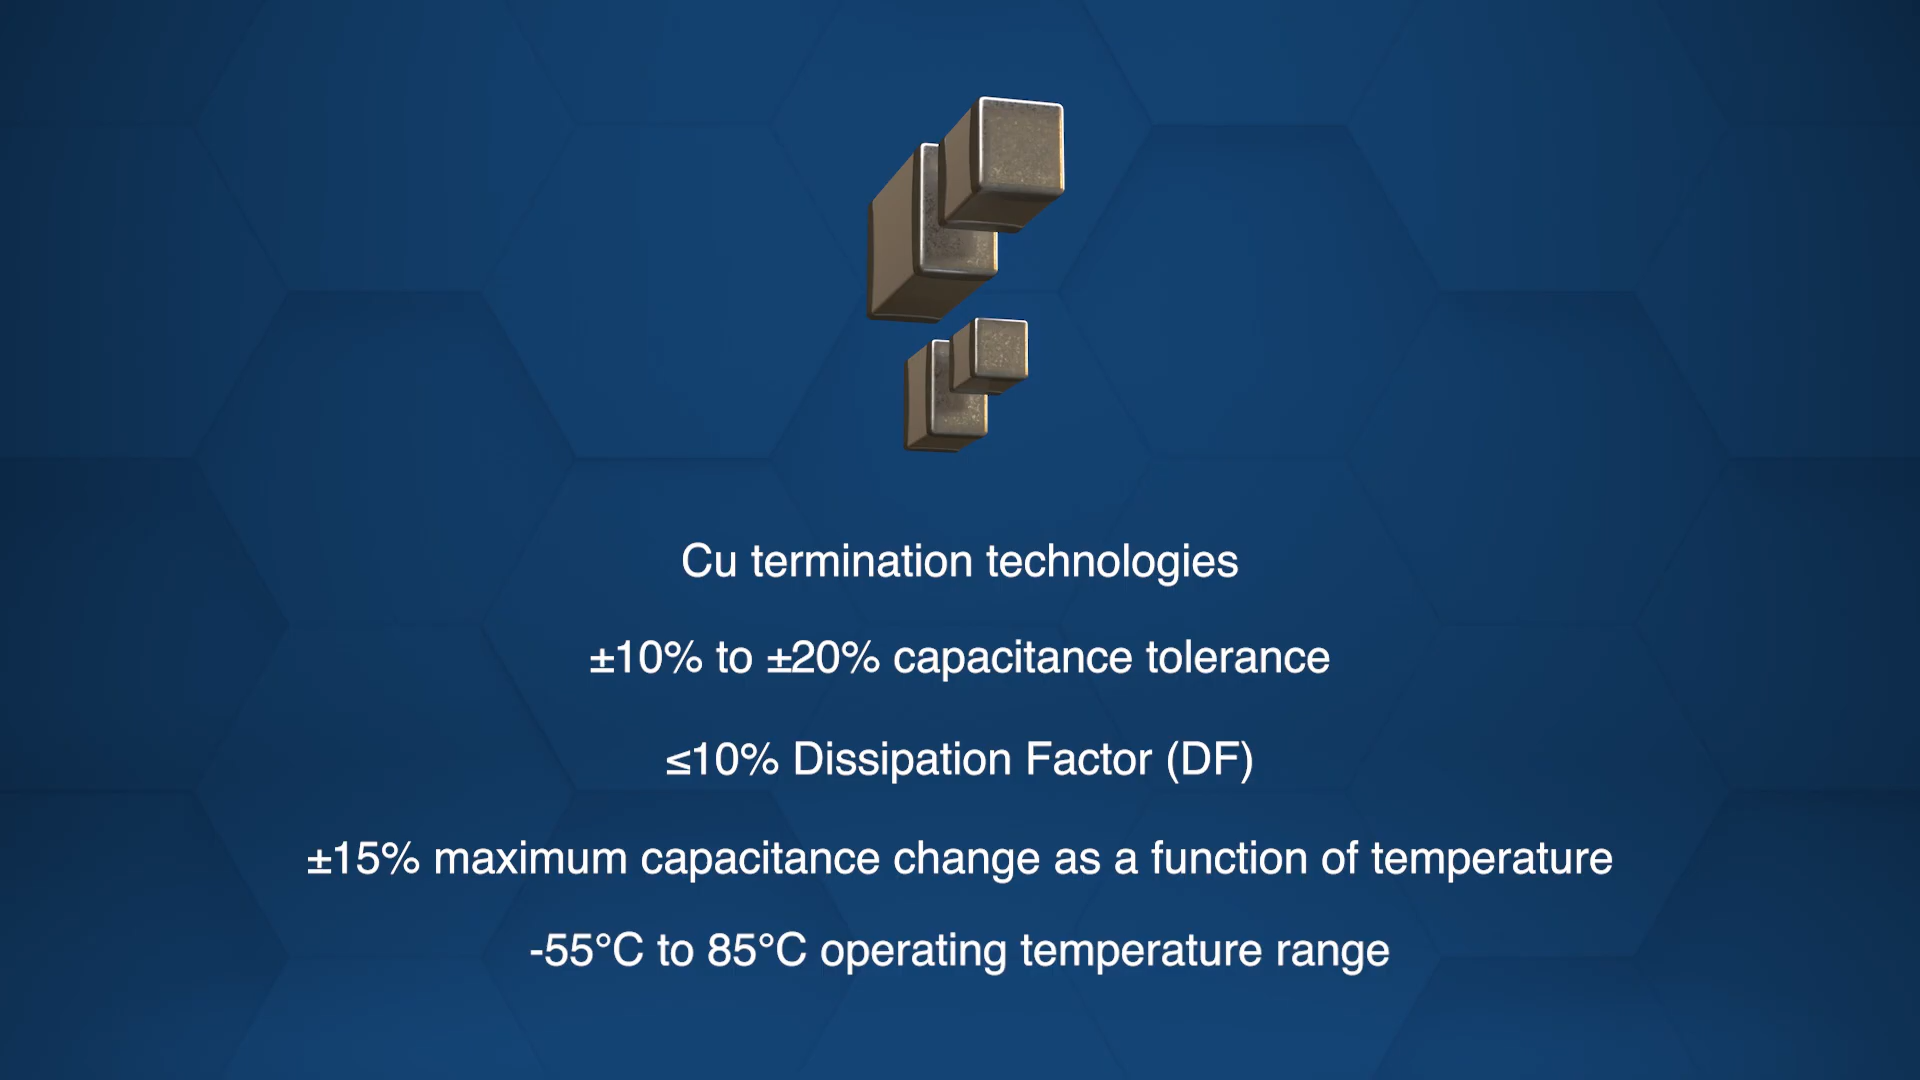 Cu termination technologies
±10% to ±20% capacitance tolerance
≤10% Dissipation Factor (DF)
±15% maximum capacitance change as a function of temperature
-55°C to 85°C operating temperature range